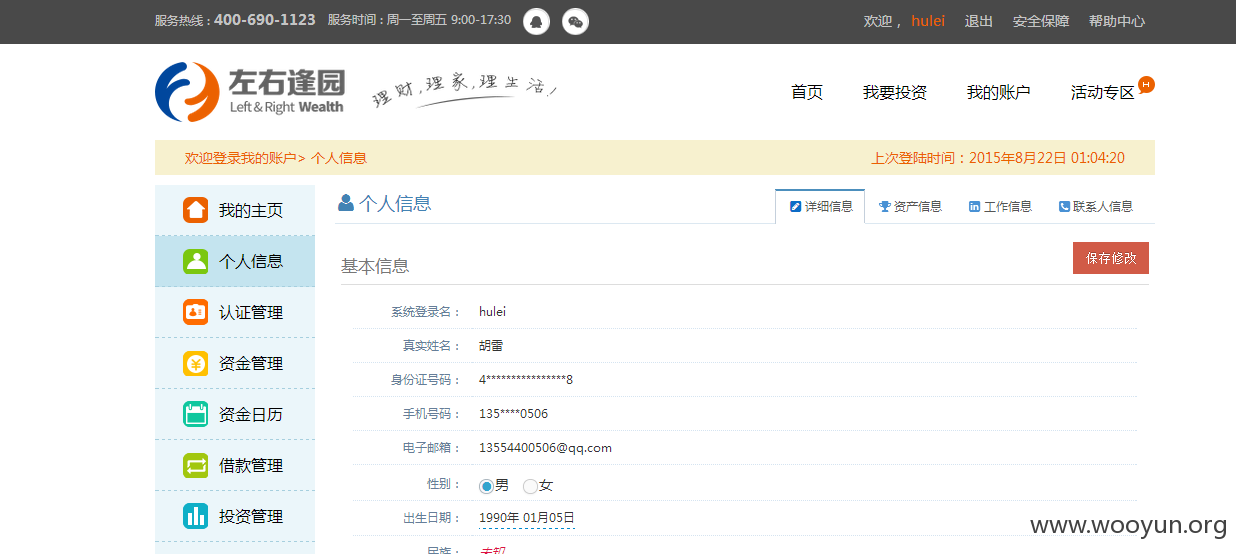 服务热线：400-690-1123 服务时间：周一至周五 9:00-17:30 欢迎， hulei 退出 安全保障 帮助中心
左右逢园 理财,理家,理生活!
Left & Right Wealth
首页 我要投资 我的账户 活动专区 H
欢迎登录我的账户> 个人信息 上次登陆时间：2015年8月22日 01:04:20
我的主页
个人信息
认证管理
资金管理
资金日历
借款管理
投资管理
个人信息 详细信息 资产信息 工作信息 联系人信息
基本信息 保存修改
系统登录名： hulei
真实姓名： 胡雷
身份证号码： 4****************8
手机号码： 135****0506
电子邮箱： 13554400506@qq.com
性别： 男 女
出生日期： 1990年 01月05日
民族： 未知
www.wooyun.org